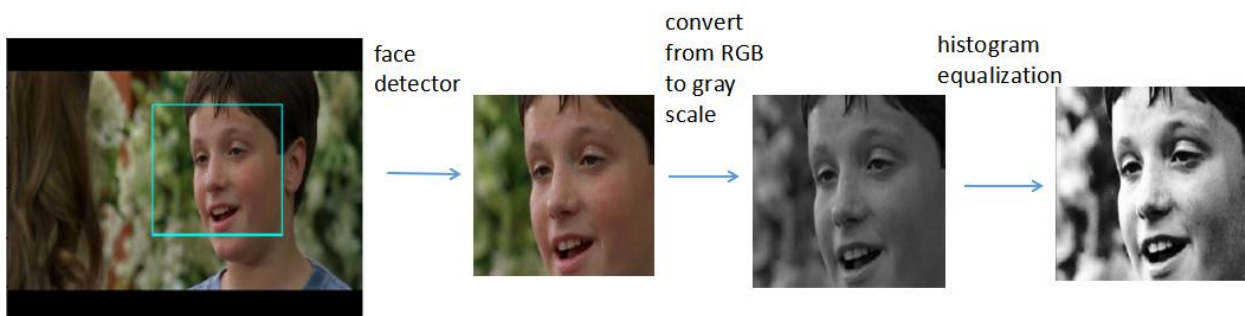 face
detector
convert
from RGB
to gray
scale
histogram
equalization